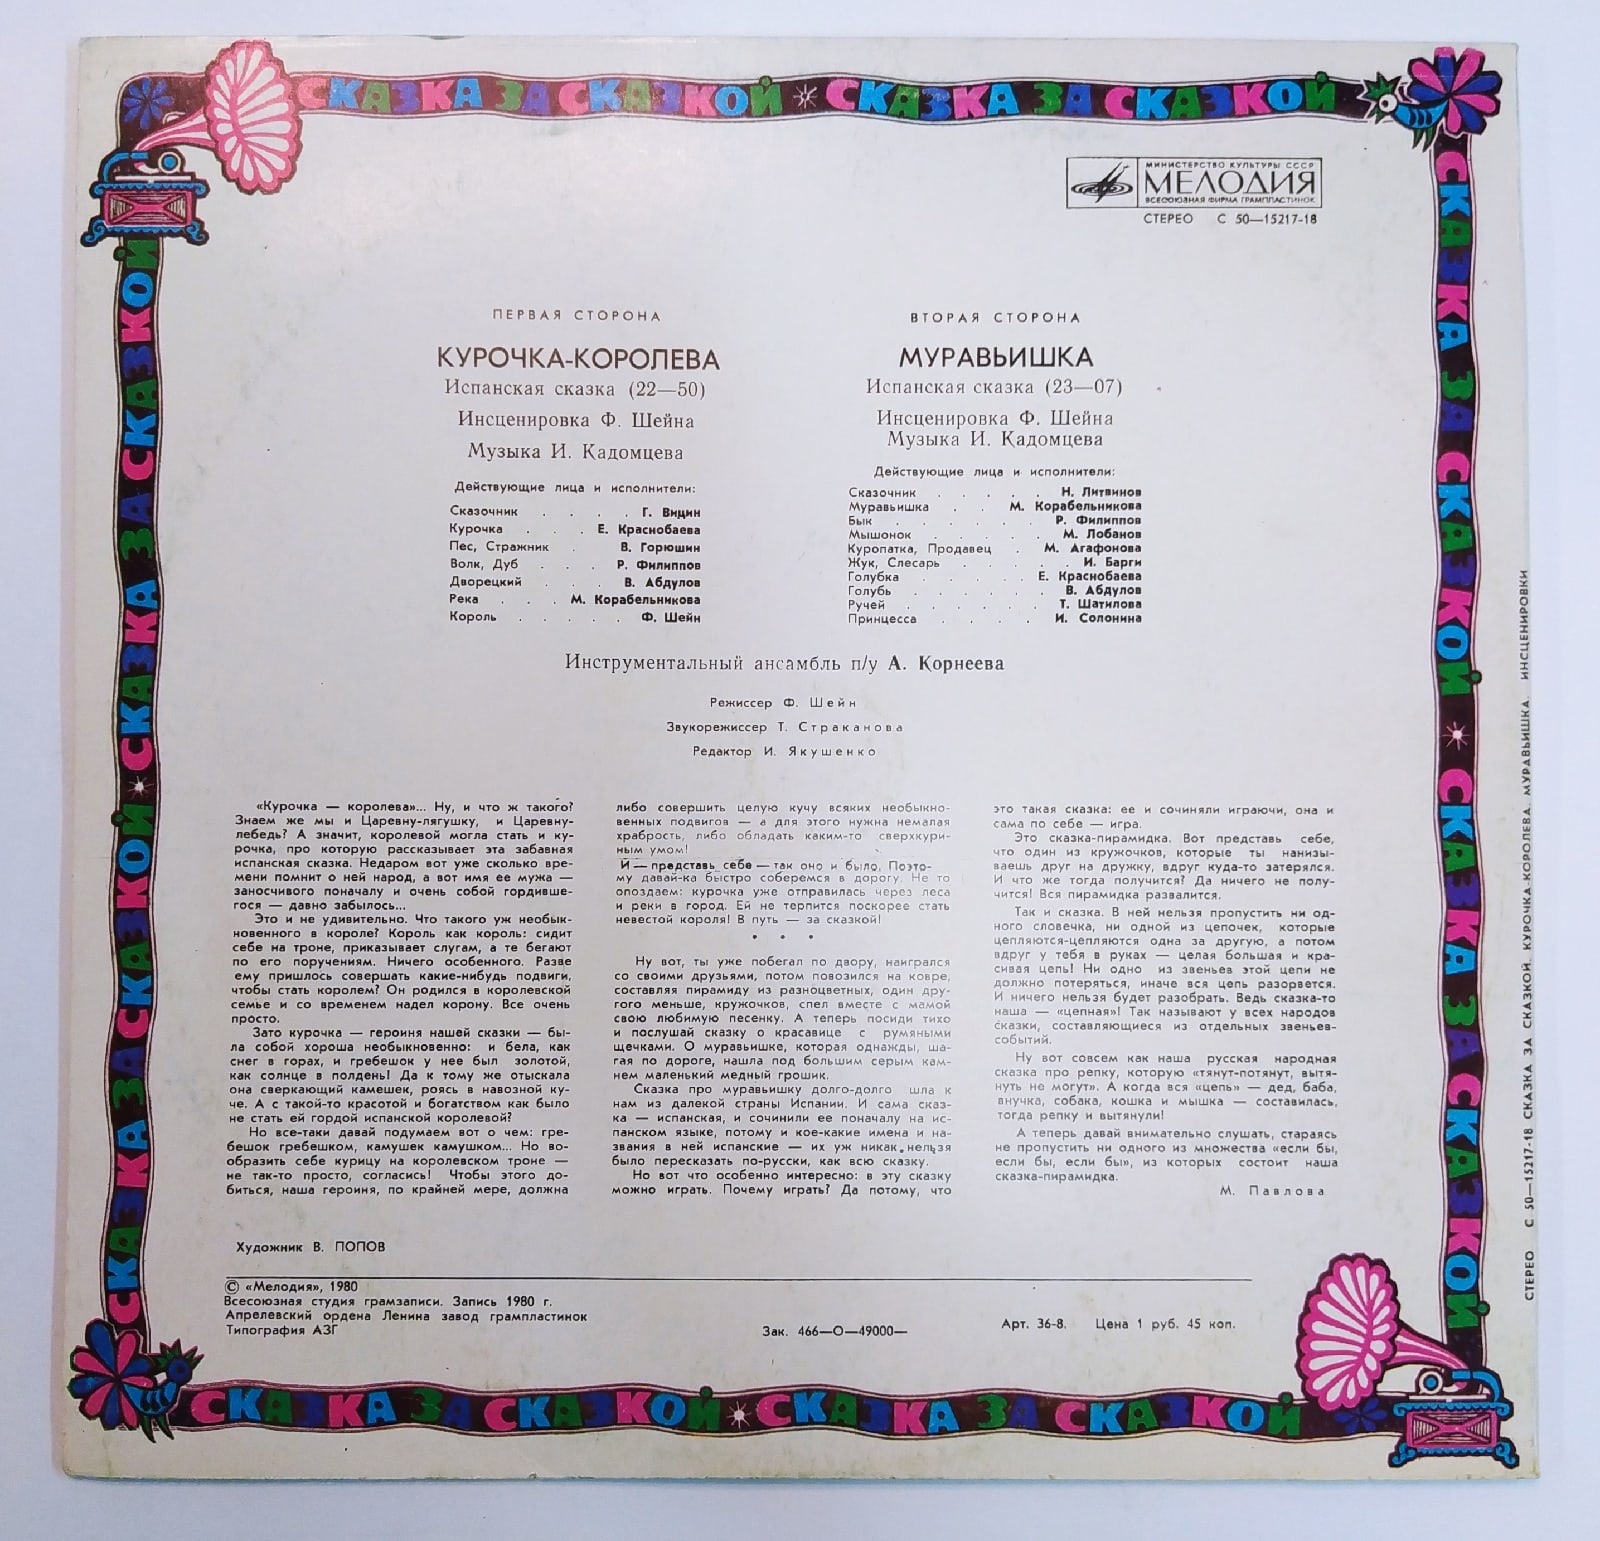 СКАЗКА ЗА СКАЗКОЙ * СКАЗКА ЗА СКАЗКОЙ
МИНИСТЕРСТВО КУЛЬТУРЫ СССР
МЕЛОДИЯ
ВСЕСОЮЗНАЯ ФИРМА ГРАМПЛАСТИНОК
СТЕРЕО С 50—15217-18
ПЕРВАЯ СТОРОНА
КУРОЧКА-КОРОЛЕВА
Испанская сказка (22—50)
Инсценировка Ф. Шейна
Музыка И. Кадомцева
Действующие лица и исполнители:
Сказочник . . . . Г. Видин
Курочка . . . Е. Краснобаева
Пес, Стражник . В. Горюшин
Волк, Дуб . . . Р. Филиппов
Дворецкий . . . В. Абдулов
Река . . . М. Корабельникова
Король . . . . . Ф. Шейн
ВТОРАЯ СТОРОНА
МУРАВЬИШКА
Испанская сказка (23—07)
Инсценировка Ф. Шейна
Музыка И. Кадомцева
Действующие лица и исполнители:
Сказочник . . . . . Н. Литвинов
Муравьишка . . М. Корабельникова
Бык . . . . . . Р. Филиппов
Мышонок . . . . . М. Лобанов
Куропатка, Продавец . М. Агафонова
Жук, Слесарь . . . . . И. Барги
Голубка . . . . Е. Краснобаева
Голубь . . . . . . В. Абдулов
Ручей . . . . . . Т. Шатилова
Принцесса . . . . И. Солонина
Инструментальный ансамбль п/у А. Корнеева
Режиссер Ф. Шейн
Звукорежиссер Т. Страканова
Редактор И. Якушенко
«Курочка — королева»... Ну, и что ж такого?
Знаем же мы и Царевну-лягушку, и Царевну-
лебедь? А значит, королевой могла стать и ку-
рочка, про которую рассказывает эта забавная
испанская сказка. Недаром вот уже сколько вре-
мени помнит о ней народ, а вот имя ее мужа —
заносчивого поначалу и очень собой гордивше-
гося — давно забылось...
Это и не удивительно. Что такого уж необык-
новенного в короле? Король как король: сидит
себе на троне, приказывает слугам, а те бегают
по его поручениям. Ничего особенного. Разве
ему пришлось совершать какие-нибудь подвиги,
чтобы стать королем? Он родился в королевской
семье и со временем надел корону. Все очень
просто.
Зато курочка — героиня нашей сказки — бы-
ла собой хороша необыкновенно: и бела, как
снег в горах, и гребешок у нее был золотой,
как солнце в полдень! Да к тому же отыскала
она сверкающий камешек, роясь в навозной ку-
че. А с такой-то красотой и богатством как было
не стать ей гордой испанской королевой?
Но все-таки давай подумаем вот о чем: гре-
бешок гребешком, камушек камушком... Но во-
образить себе курицу на королевском троне —
не так-то просто, согласись! Чтобы этого до-
биться, наша героиня, по крайней мере, должна
либо совершить целую кучу всяких необыкно-
венных подвигов — а для этого нужна немалая
храбрость, либо обладать каким-то сверхкури-
ным умом!
И — представь себе — так оно и было. Поэто-
му давай-ка быстро соберемся в дорогу. Не то
опоздаем: курочка уже отправилась через леса
и реки в город. Ей не терпится поскорее стать
невестой короля! В путь — за сказкой!
• • •
Ну вот, ты уже побегал по двору, наигрался
со своими друзьями, потом повозился на ковре,
составляя пирамиду из разноцветных, один дру-
гого меньше, кружочков, спел вместе с мамой
свою любимую песенку. А теперь посиди тихо
и послушай сказку о красавице с румяными
щечками. О муравьишке, которая однажды, ша-
гая по дороге, нашла под большим серым кам-
нем маленький медный грошик.
Сказка про муравьишку долго-долго шла к
нам из далекой страны Испании. И сама сказ-
ка — испанская, и сочинили ее поначалу на ис-
панском языке, потому и кое-какие имена и на-
звания в ней испанские — их уж никак нельзя
было пересказать по-русски, как всю сказку.
Но вот что особенно интересно: в эту сказку
можно играть. Почему играть? Да потому, что
это такая сказка: ее и сочиняли играючи, она и
сама по себе — игра.
Это сказка-пирамидка. Вот представь себе,
что один из кружочков, которые ты нанизы-
ваешь друг на дружку, вдруг куда-то затерялся.
И что же тогда получится? Да ничего не полу-
чится! Вся пирамидка развалится.
Так и сказка. В ней нельзя пропустить ни од-
ного словечка, ни одной из цепочек, которые
цепляются-цепляются одна за другую, а потом
вдруг у тебя в руках — целая большая и кра-
сивая цепь! Ни одно из звеньев этой цепи не
должно потеряться, иначе вся цепь разорвется.
И ничего нельзя будет разобрать. Ведь сказка-то
наша — «цепная»! Так называют у всех народов
сказки, составляющиеся из отдельных звеньев-
событий.
Ну вот совсем как наша русская народная
сказка про репку, которую «тянут-потянут, вытя-
нуть не могут». А когда вся «цепь» — дед, баба,
внучка, собака, кошка и мышка — составилась,
тогда репку и вытянули!
А теперь давай внимательно слушать, стараясь
не пропустить ни одного из множества «если бы,
если бы, если бы», из которых состоит наша
сказка-пирамидка.
М. Павлова
Художник В. ПОПОВ
© «Мелодия», 1980
Всесоюзная студия грамзаписи. Запись 1980 г.
Апрелевский ордена Ленина завод грампластинок
Типография АЗГ
Зак. 466—О—49000—
Арт. 36-8. Цена 1 руб. 45 коп.
СКАЗКА ЗА СКАЗКОЙ * СКАЗКА ЗА СКАЗКОЙ
СКАЗКА ЗА СКАЗКОЙ * СКАЗКА ЗА СКАЗКОЙ
СКАЗКА ЗА СКАЗКОЙ * СКАЗКА ЗА СКАЗКОЙ
СТЕРЕО С 50—15217-18 СКАЗКА ЗА СКАЗКОЙ. КУРОЧКА-КОРОЛЕВА. МУРАВЬИШКА. ИНСЦЕНИРОВКИ